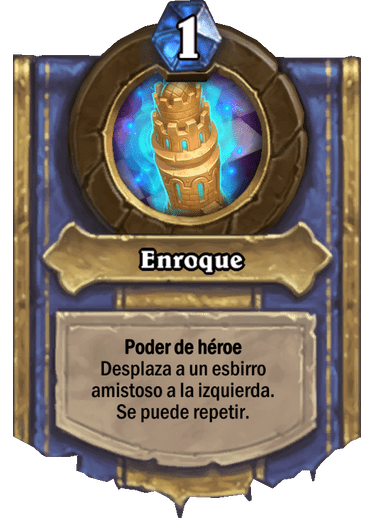 1
Enroque
Poder de héroe
Desplaza a un esbirro
amistoso a la izquierda.
Se puede repetir.